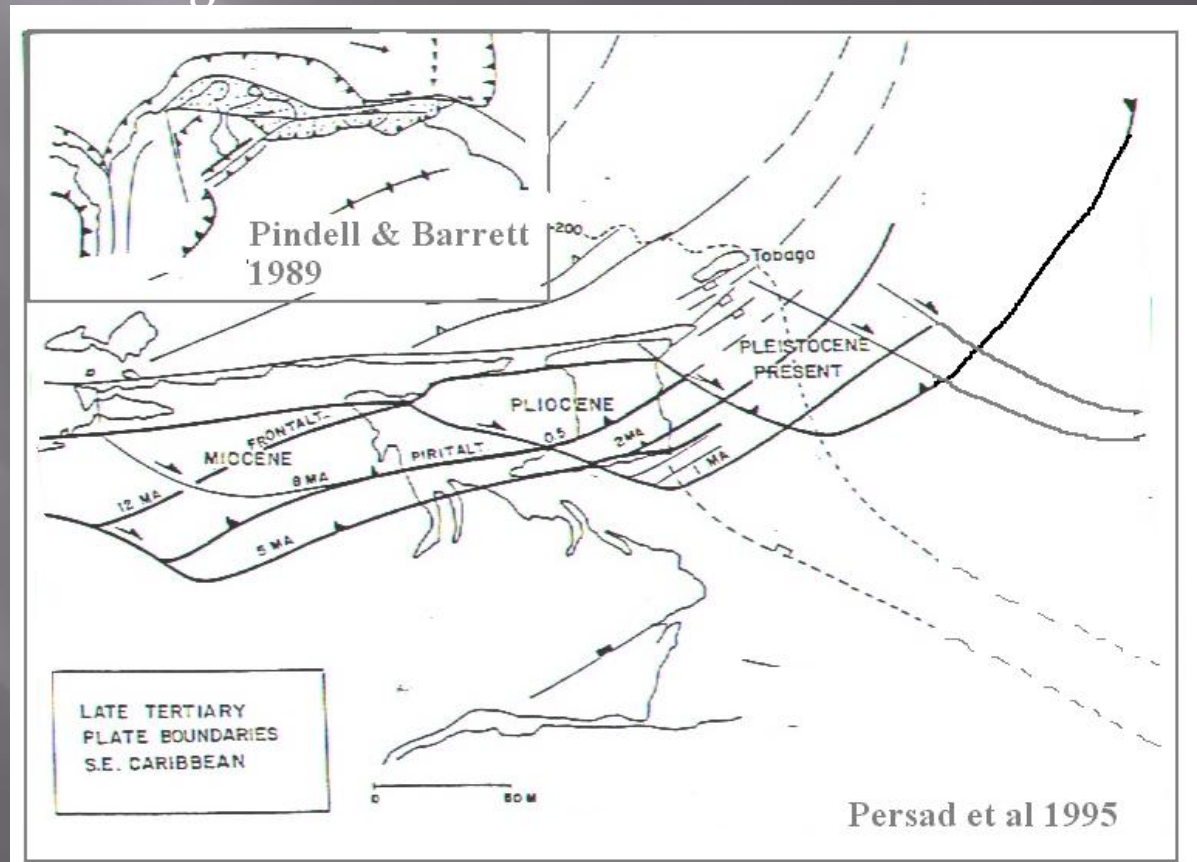 Pindell & Barrett
1989
-200
Tobago
PLEISTOCENE
PRESENT
PLIOCENE
FRONTALT.
MIOCENE
PIRITALT.
0.5
2MA
1 MA
8 MA
12 MA
5 MA
LATE TERTIARY
PLATE BOUNDARIES
S.E. CARIBBEAN
0 50 M
Persad et al 1995